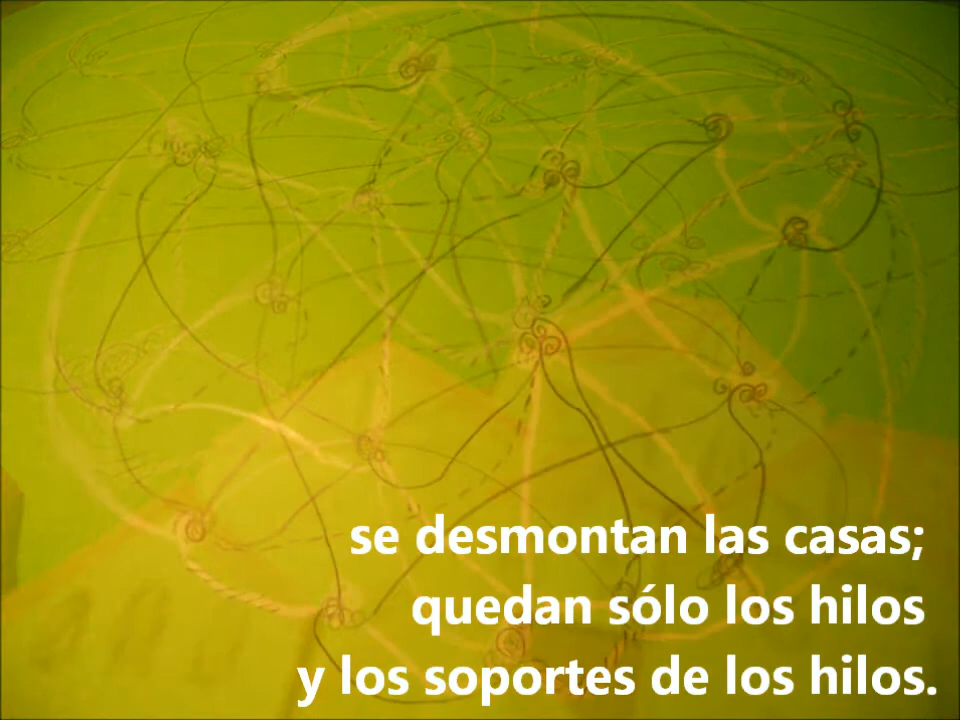 se desmontan las casas;
quedan sólo los hilos
y los soportes de los hilos.